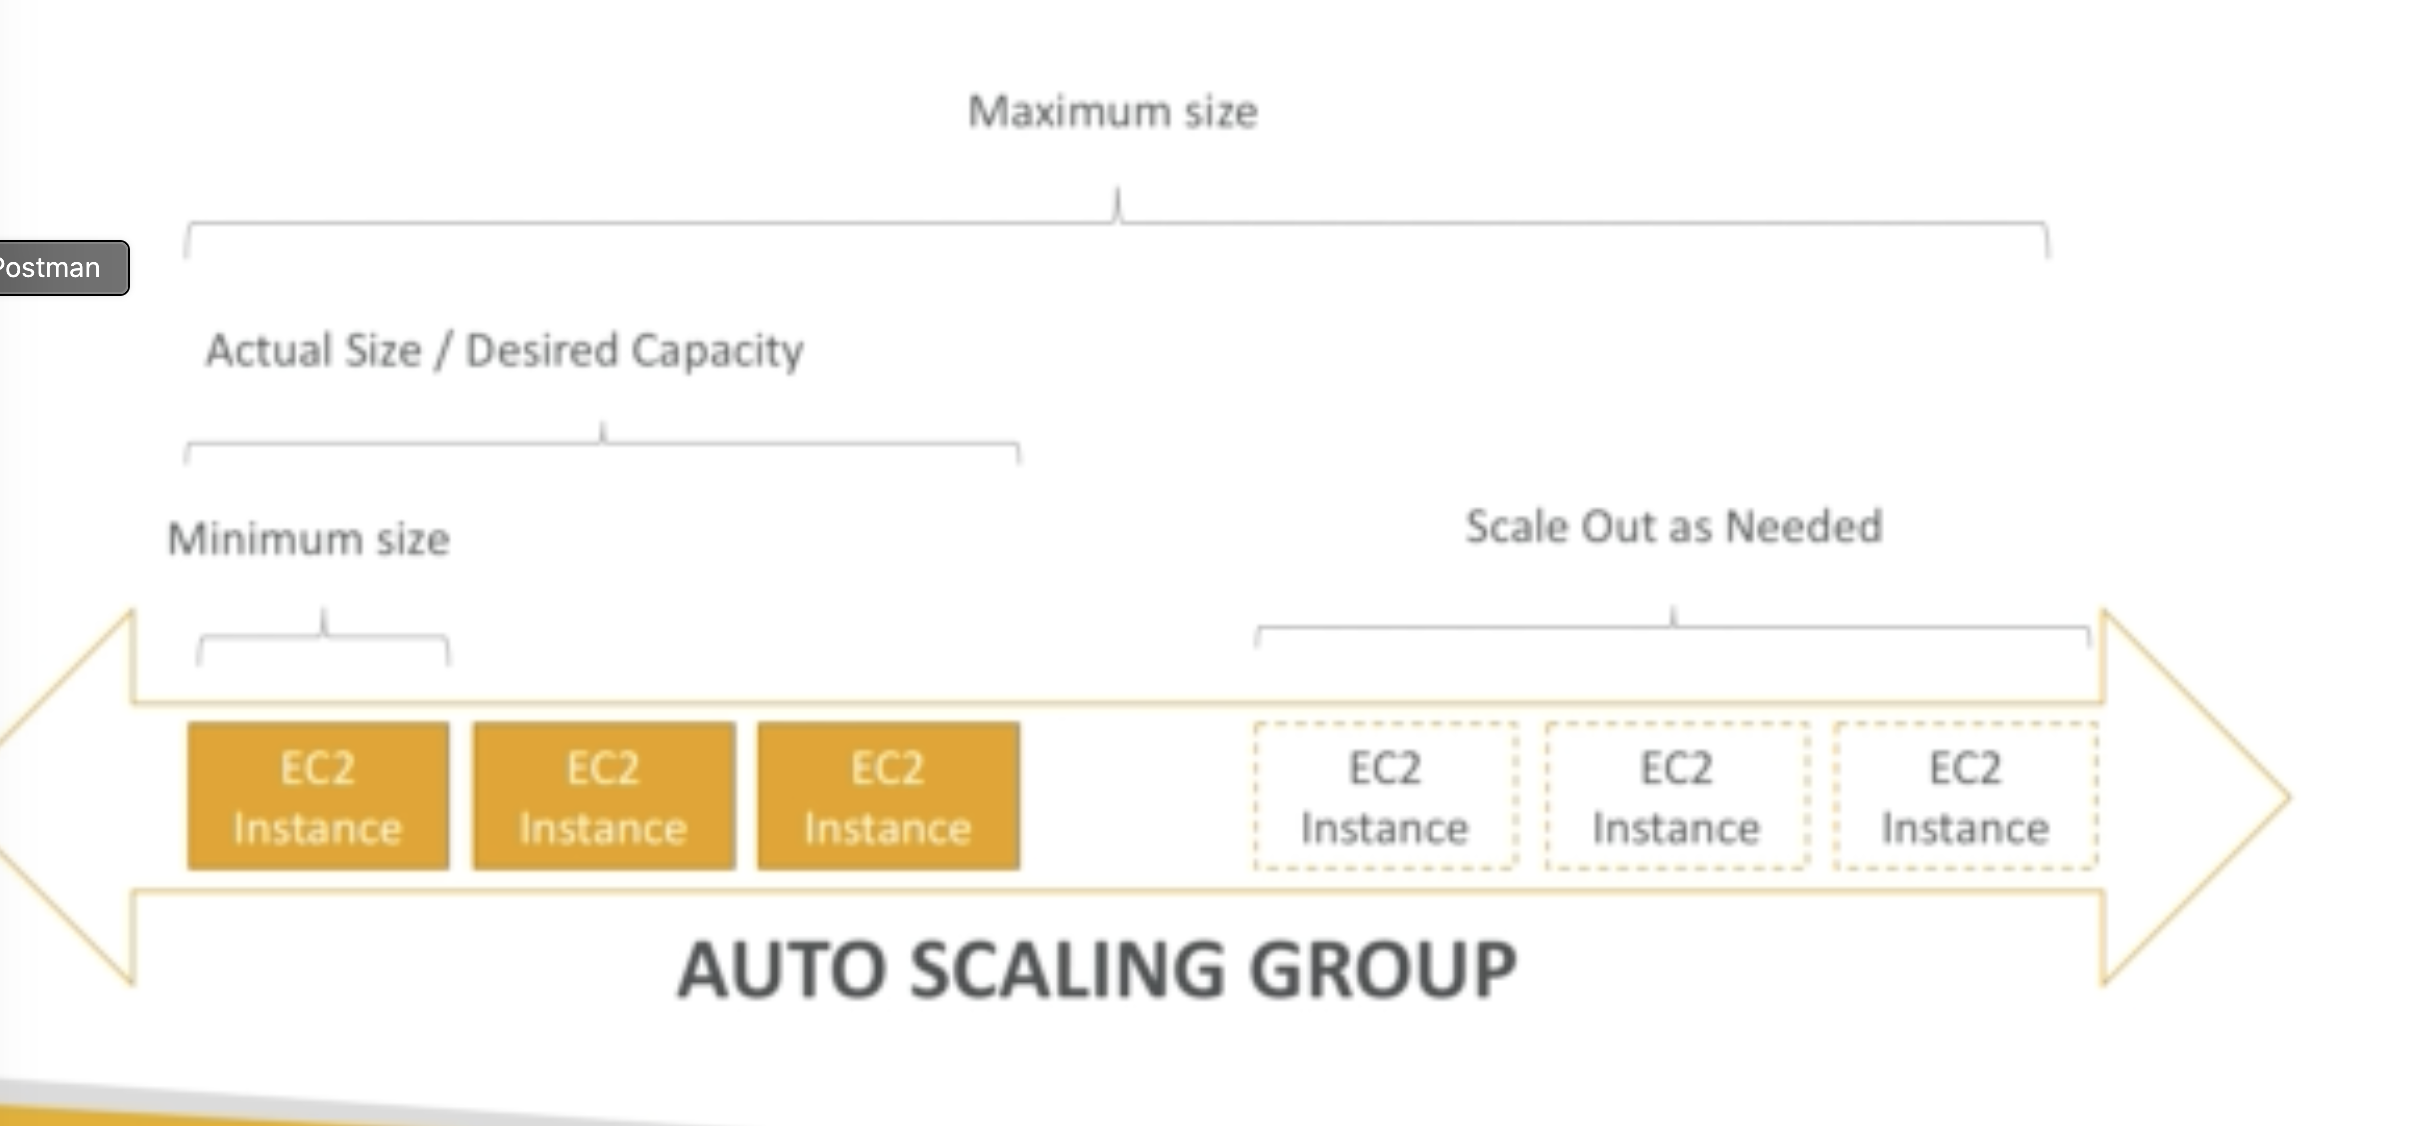 Maximum size
Postman
Actual Size / Desired Capacity
Minimum size
Scale Out as Needed
EC2
Instance
EC2
Instance
EC2
Instance
EC2
Instance
EC2
Instance
EC2
Instance
AUTO SCALING GROUP